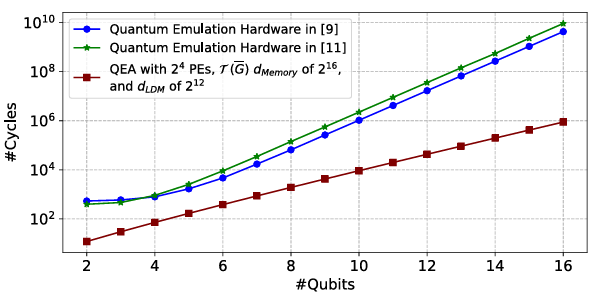 10^10
10^8
10^6
10^4
10^2
#Cycles
Quantum Emulation Hardware in [9]
Quantum Emulation Hardware in [11]
QEA with 2^4 PEs, 𝒯(G̅) d_Memory of 2^16,
and d_LDM of 2^12
2 4 6 8 10 12 14 16
#Qubits